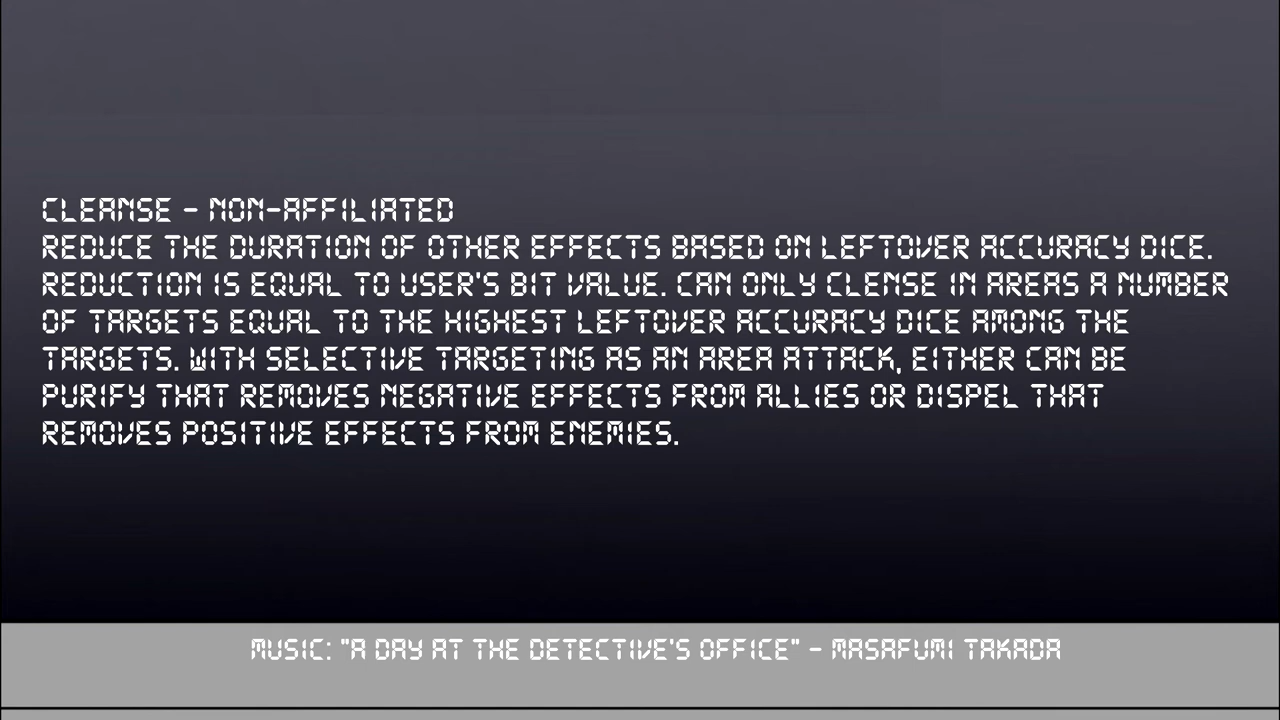 CLEANSE - NON-AFFILIATED
REDUCE THE DURATION OF OTHER EFFECTS BASED ON LEFTOVER ACCURACY DICE.
REDUCTION IS EQUAL TO USER'S BIT VALUE. CAN ONLY CLENSE IN AREAS A NUMBER
OF TARGETS EQUAL TO THE HIGHEST LEFTOVER ACCURACY DICE AMONG THE
TARGETS. WITH SELECTIVE TARGETING AS AN AREA ATTACK, EITHER CAN BE
PURIFY THAT REMOVES NEGATIVE EFFECTS FROM ALLIES OR DISPEL THAT
REMOVES POSITIVE EFFECTS FROM ENEMIES.
MUSIC: "A DAY AT THE DETECTIVE'S OFFICE" - MASAFUMI TAKADA